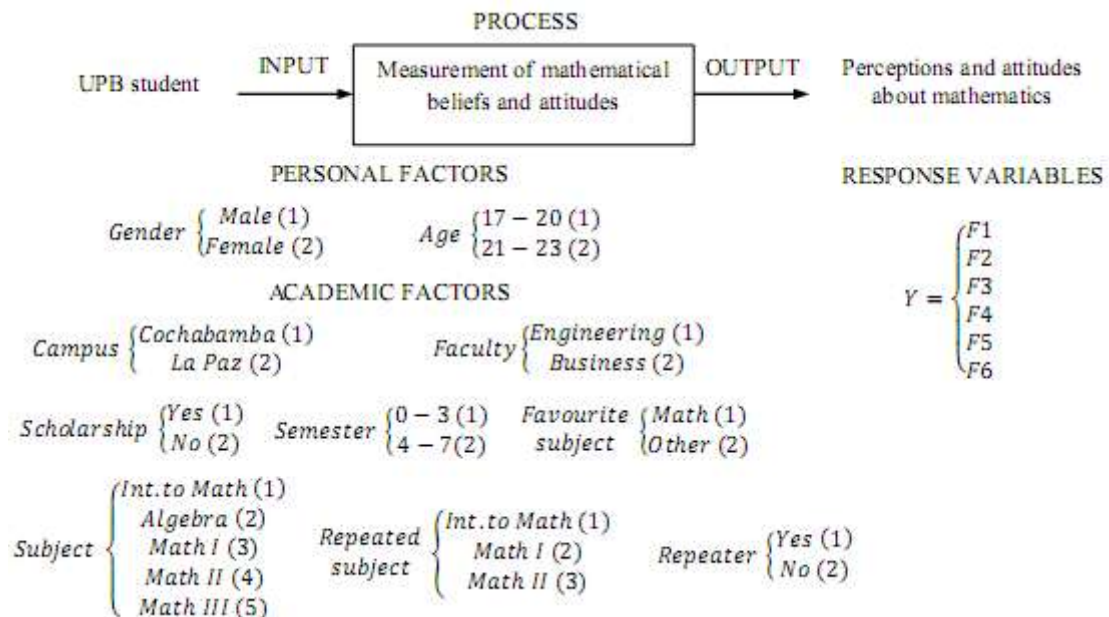 PROCESS
UPB student
INPUT
Measurement of mathematical
beliefs and attitudes
OUTPUT
Perceptions and attitudes
about mathematics
PERSONAL FACTORS
RESPONSE VARIABLES
Gender { Male (1)
Female (2)
Age { 17 − 20 (1)
21 − 23 (2)
Y = { F1
F2
F3
F4
F5
F6
ACADEMIC FACTORS
Campus { Cochabamba (1)
La Paz (2)
Faculty { Engineering (1)
Business (2)
Scholarship { Yes (1)
No (2)
Semester { 0 − 3 (1)
4 − 7(2)
Favourite
subject { Math (1)
Other (2)
Subject { Int.to Math (1)
Algebra (2)
Math I (3)
Math II (4)
Math III (5)
Repeated
subject { Int.to Math (1)
Math I (2)
Math II (3)
Repeater { Yes (1)
No (2)